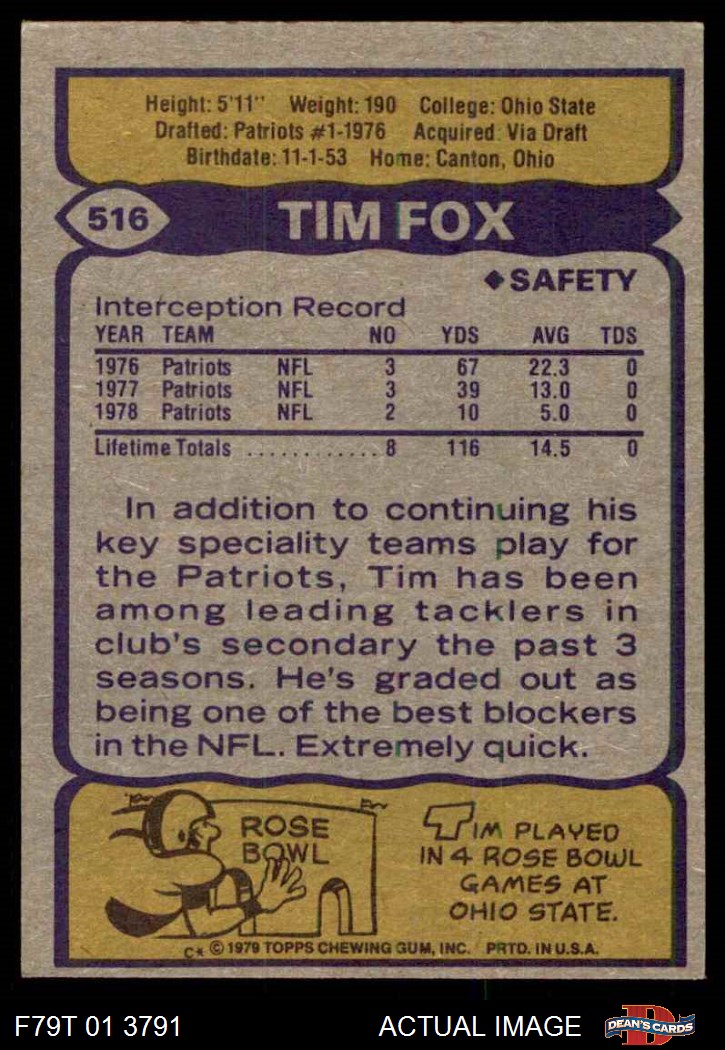 Height: 5'11" Weight: 190 College: Ohio State
Drafted: Patriots #1-1976 Acquired: Via Draft
Birthdate: 11-1-53 Home: Canton, Ohio
516 TIM FOX
◆SAFETY
Interception Record
YEAR TEAM NO YDS AVG TDS
1976 Patriots NFL 3 67 22.3 0
1977 Patriots NFL 3 39 13.0 0
1978 Patriots NFL 2 10 5.0 0
Lifetime Totals ............. 8 116 14.5 0
In addition to continuing his
key speciality teams play for
the Patriots, Tim has been
among leading tacklers in
club's secondary the past 3
seasons. He's graded out as
being one of the best blockers
in the NFL. Extremely quick.
ROSE
BOWL
TIM PLAYED
IN 4 ROSE BOWL
GAMES AT
OHIO STATE.
C* © 1979 TOPPS CHEWING GUM, INC. PRTD. IN U.S.A.
F79T 01 3791 ACTUAL IMAGE D DEAN'S CARDS